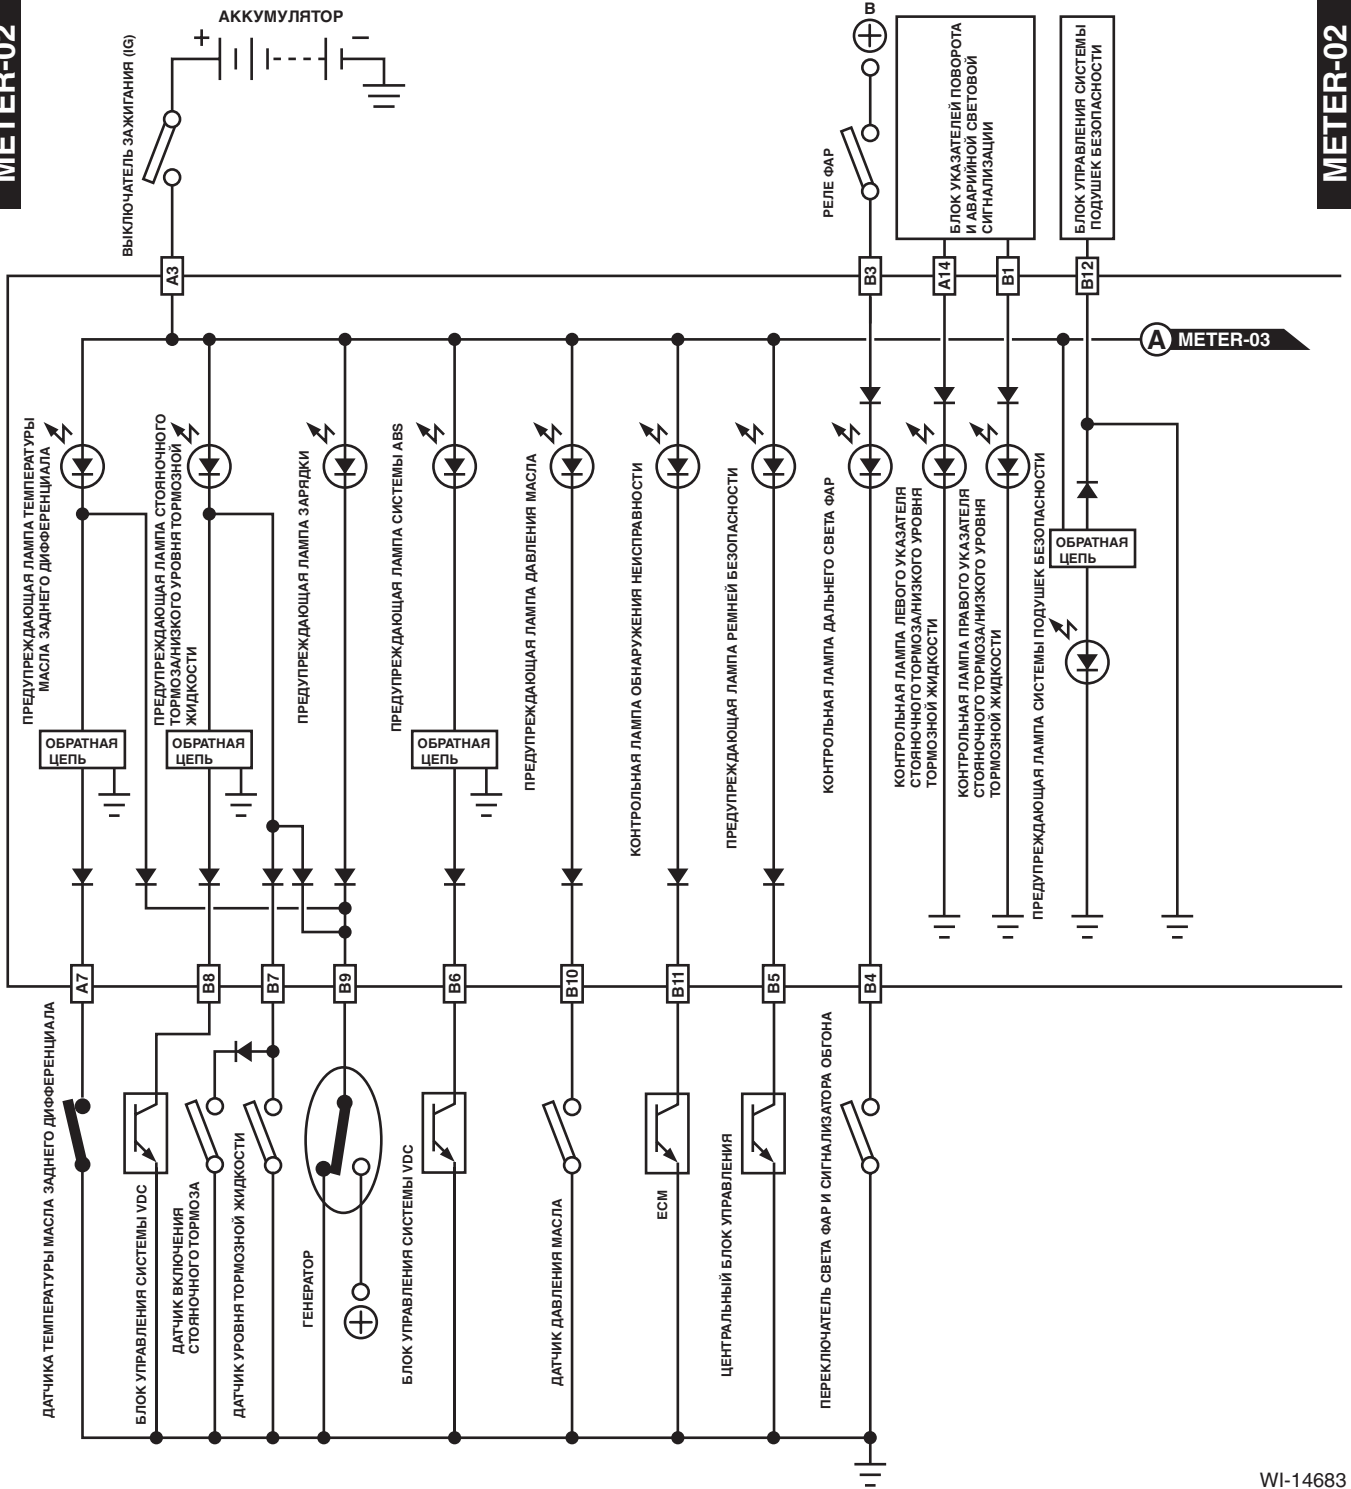 METER-02
METER-02
АККУМУЛЯТОР
+
–
ВЫКЛЮЧАТЕЛЬ ЗАЖИГАНИЯ (IG)
B
РЕЛЕ ФАР
БЛОК УКАЗАТЕЛЕЙ ПОВОРОТА
И АВАРИЙНОЙ СВЕТОВОЙ
СИГНАЛИЗАЦИИ
БЛОК УПРАВЛЕНИЯ СИСТЕМЫ
ПОДУШЕК БЕЗОПАСНОСТИ
A3
B3
A14
B1
B12
A
METER-03
ПРЕДУПРЕЖДАЮЩАЯ ЛАМПА ТЕМПЕРАТУРЫ
МАСЛА ЗАДНЕГО ДИФФЕРЕНЦИАЛА
ПРЕДУПРЕЖДАЮЩАЯ ЛАМПА СТОЯНОЧНОГО
ТОРМОЗА/НИЗКОГО УРОВНЯ ТОРМОЗНОЙ
ЖИДКОСТИ
ПРЕДУПРЕЖДАЮЩАЯ ЛАМПА ЗАРЯДКИ
ПРЕДУПРЕЖДАЮЩАЯ ЛАМПА СИСТЕМЫ ABS
ПРЕДУПРЕЖДАЮЩАЯ ЛАМПА ДАВЛЕНИЯ МАСЛА
КОНТРОЛЬНАЯ ЛАМПА ОБНАРУЖЕНИЯ НЕИСПРАВНОСТИ
ПРЕДУПРЕЖДАЮЩАЯ ЛАМПА РЕМНЕЙ БЕЗОПАСНОСТИ
КОНТРОЛЬНАЯ ЛАМПА ДАЛЬНЕГО СВЕТА ФАР
КОНТРОЛЬНАЯ ЛАМПА ЛЕВОГО УКАЗАТЕЛЯ
СТОЯНОЧНОГО ТОРМОЗА/НИЗКОГО УРОВНЯ
ТОРМОЗНОЙ ЖИДКОСТИ
КОНТРОЛЬНАЯ ЛАМПА ПРАВОГО УКАЗАТЕЛЯ
СТОЯНОЧНОГО ТОРМОЗА/НИЗКОГО УРОВНЯ
ТОРМОЗНОЙ ЖИДКОСТИ
ПРЕДУПРЕЖДАЮЩАЯ ЛАМПА СИСТЕМЫ ПОДУШЕК БЕЗОПАСНОСТИ
ОБРАТНАЯ
ЦЕПЬ
ОБРАТНАЯ
ЦЕПЬ
ОБРАТНАЯ
ЦЕПЬ
ОБРАТНАЯ
ЦЕПЬ
A7
B8
B7
B9
B6
B10
B11
B5
B4
ДАТЧИКА ТЕМПЕРАТУРЫ МАСЛА ЗАДНЕГО ДИФФЕРЕНЦИАЛА
БЛОК УПРАВЛЕНИЯ СИСТЕМЫ VDC
ДАТЧИК ВКЛЮЧЕНИЯ
СТОЯНОЧНОГО ТОРМОЗА
ДАТЧИК УРОВНЯ ТОРМОЗНОЙ ЖИДКОСТИ
ГЕНЕРАТОР
БЛОК УПРАВЛЕНИЯ СИСТЕМЫ VDC
ДАТЧИК ДАВЛЕНИЯ МАСЛА
ECM
ЦЕНТРАЛЬНЫЙ БЛОК УПРАВЛЕНИЯ
ПЕРЕКЛЮЧАТЕЛЬ СВЕТА ФАР И СИГНАЛИЗАТОРА ОБГОНА
WI-14683